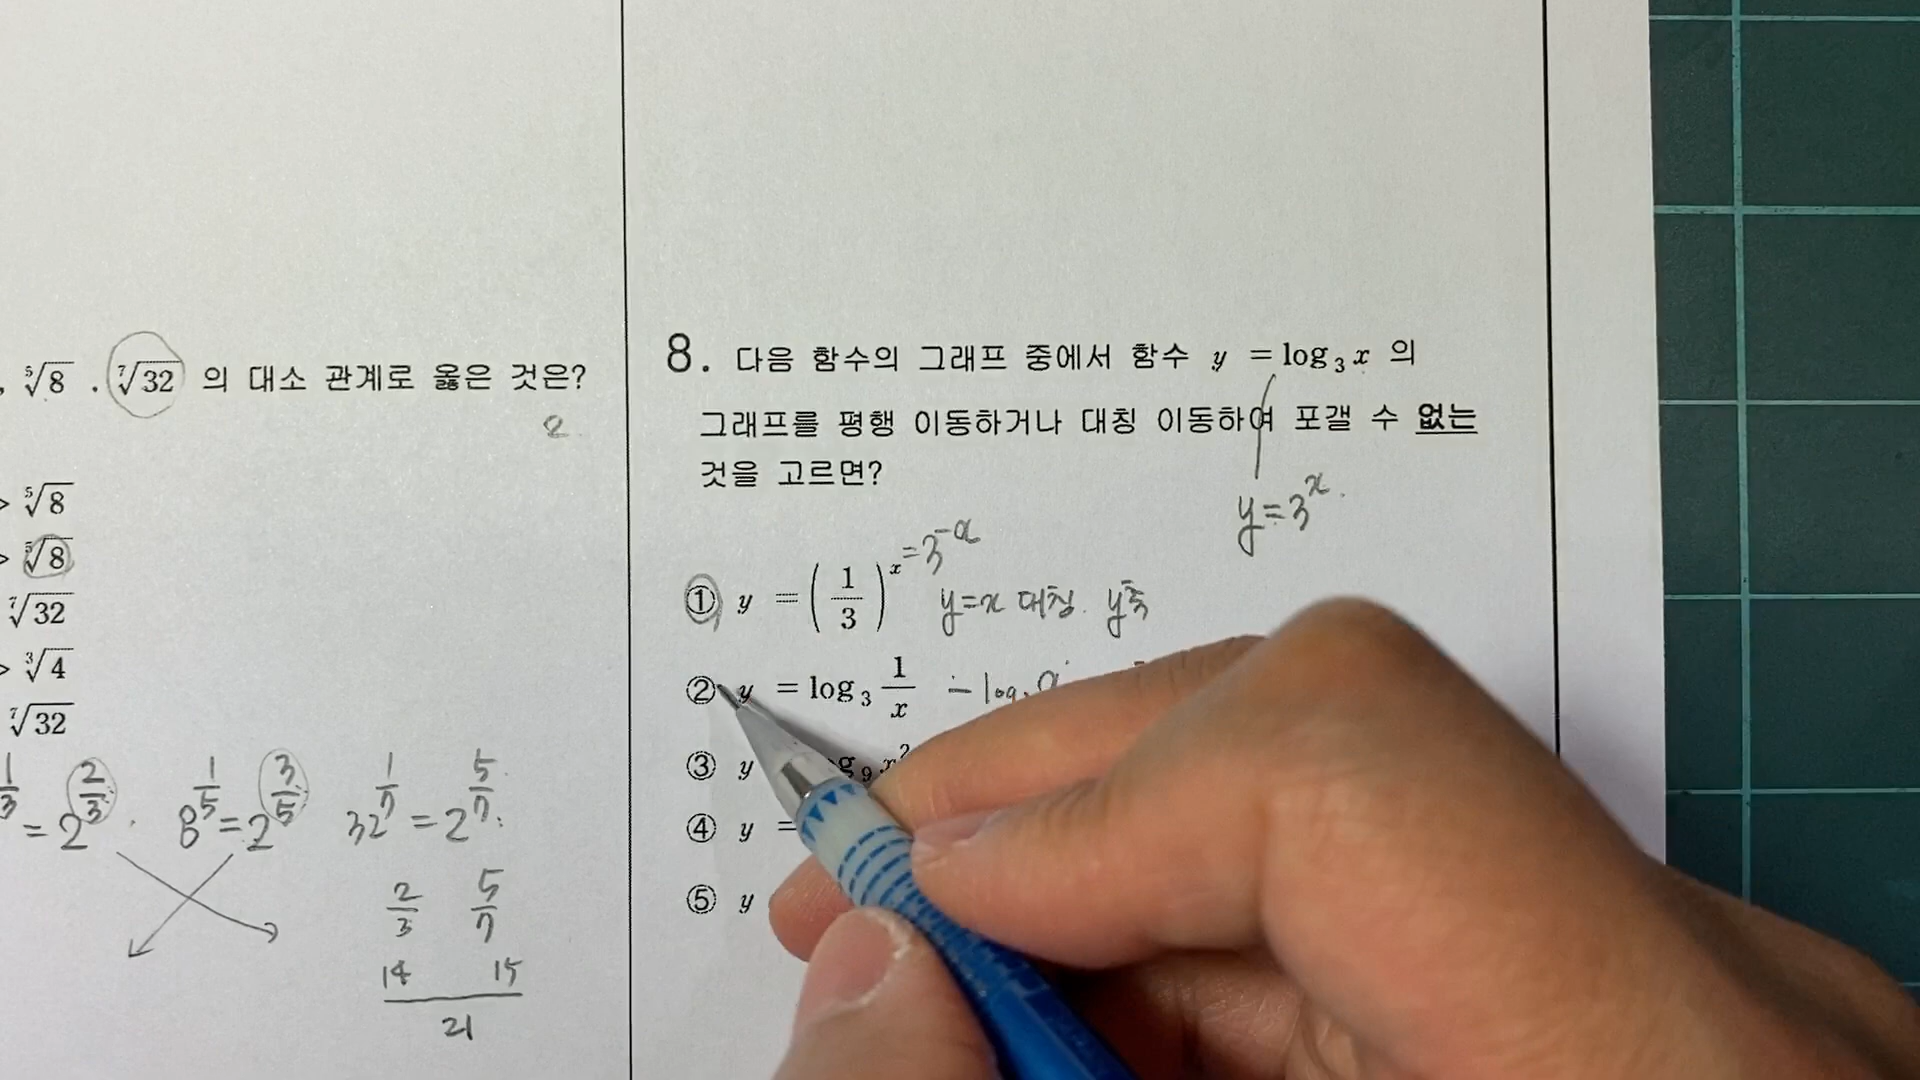 , ⁵√8 . ⁷√32 의 대소 관계로 옳은 것은?
2
> ⁵√8
> ⁵√8
⁷√32
> ³√4
⁷√32
1/3 = 2^(2/3) . 8^(1/5) = 2^(3/5) 32^(1/7) = 2^(5/7) .
2/3 5/7
14 15
21
8. 다음 함수의 그래프 중에서 함수 y = log₃x 의
그래프를 평행 이동하거나 대칭 이동하여 포갤 수 없는
것을 고르면?
y = 3^x .
① y = (1/3)^x = 3^(-x)
y = x 대칭. y축
② y = log₃ 1/x
③ y
④ y =
⑤ y